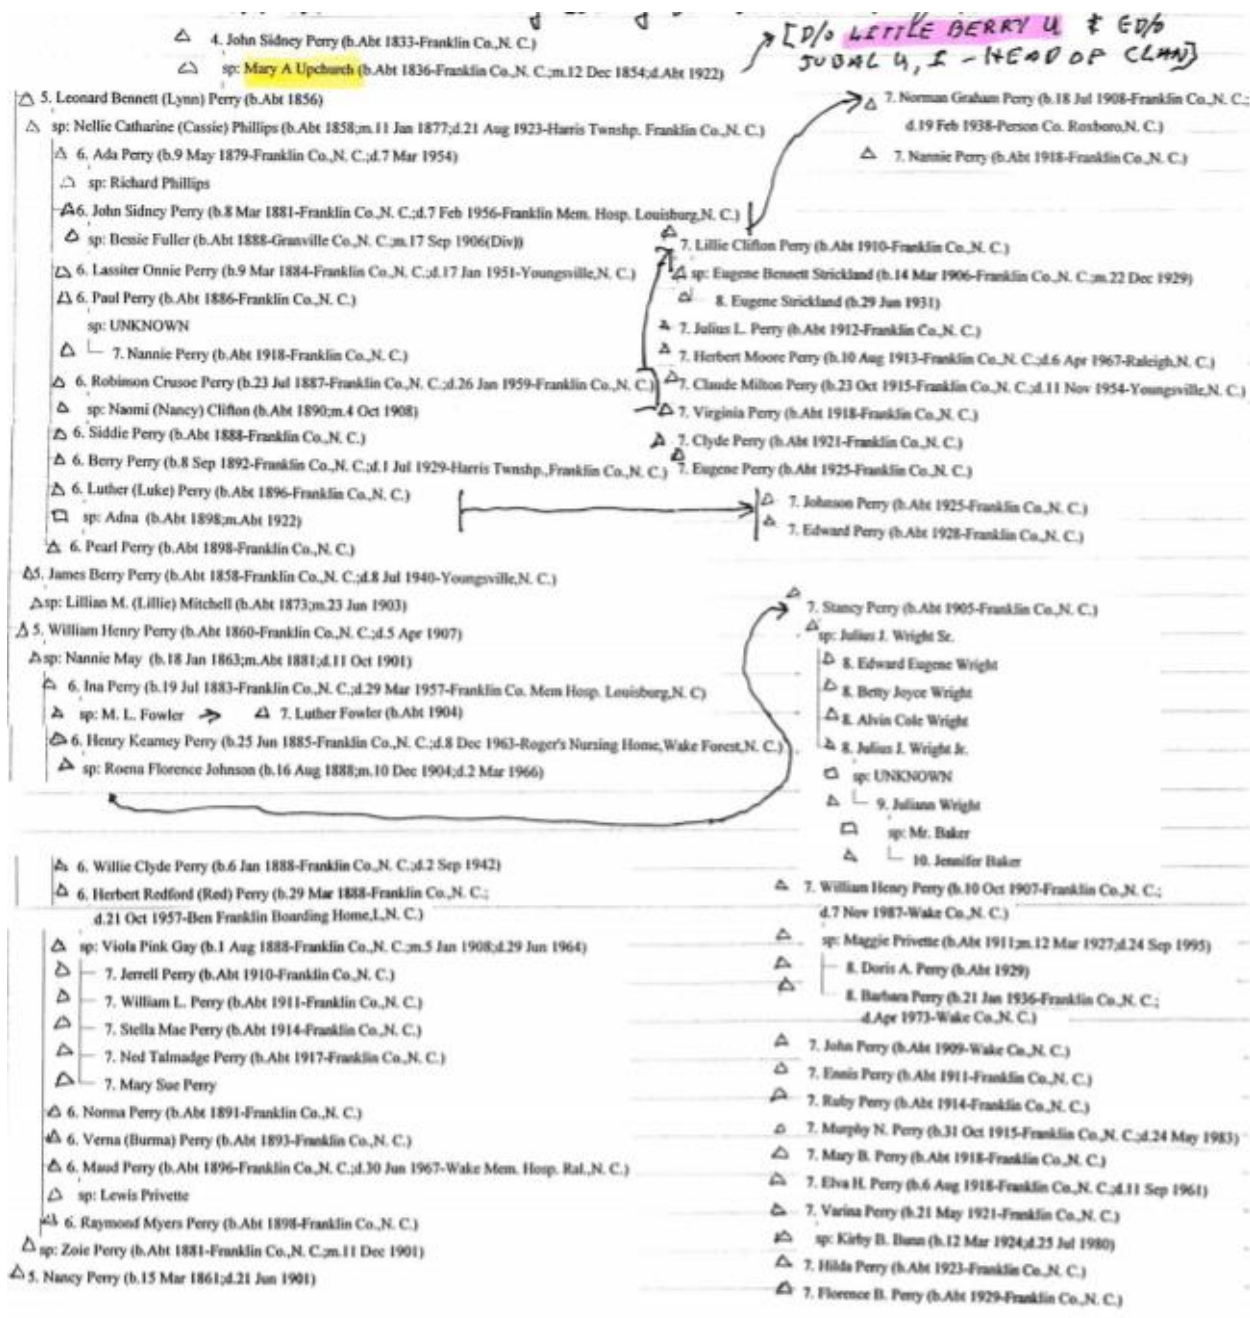 4. John Sidney Perry (b.Abt 1833-Franklin Co.,N. C.)
sp: Mary A Upchurch (b.Abt 1836-Franklin Co.,N. C.;m.12 Dec 1854;d.Abt 1922)
[D/o LITTLE BERRY U & GD/o
JUBAL U, I - HEAD OF CLAN]
5. Leonard Bennett (Lynn) Perry (b.Abt 1856)
sp: Nellie Catharine (Cassie) Phillips (b.Abt 1858;m.11 Jan 1877;d.21 Aug 1923-Harris Twnshp. Franklin Co.,N. C.)
6. Ada Perry (b.9 May 1879-Franklin Co.,N. C.;d.7 Mar 1954)
sp: Richard Phillips
6. John Sidney Perry (b.8 Mar 1881-Franklin Co.,N. C.;d.7 Feb 1956-Franklin Mem. Hosp. Louisburg,N. C.)
sp: Bessie Fuller (b.Abt 1888-Granville Co.,N. C.;m.17 Sep 1906(Div))
7. Norman Graham Perry (b.18 Jul 1908-Franklin Co.,N. C.;
d.19 Feb 1938-Person Co. Roxboro,N. C.)
7. Nannie Perry (b.Abt 1918-Franklin Co.,N. C.)
6. Lassiter Onnie Perry (b.9 Mar 1884-Franklin Co.,N. C.;d.17 Jan 1951-Youngsville,N. C.)
6. Paul Perry (b.Abt 1886-Franklin Co.,N. C.)
sp: UNKNOWN
7. Nannie Perry (b.Abt 1918-Franklin Co.,N. C.)
6. Robinson Crusoe Perry (b.23 Jul 1887-Franklin Co.,N. C.;d.26 Jan 1959-Franklin Co.,N. C.)
sp: Naomi (Nancy) Clifton (b.Abt 1890;m.4 Oct 1908)
7. Lillie Clifton Perry (b.Abt 1910-Franklin Co.,N. C.)
sp: Eugene Bennett Strickland (b.14 Mar 1906-Franklin Co.,N. C.;m.22 Dec 1929)
8. Eugene Strickland (b.29 Jun 1931)
7. Julius L. Perry (b.Abt 1912-Franklin Co.,N. C.)
7. Herbert Moore Perry (b.10 Aug 1913-Franklin Co.,N. C.;d.6 Apr 1967-Raleigh,N. C.)
7. Claude Milton Perry (b.23 Oct 1915-Franklin Co.,N. C.;d.11 Nov 1954-Youngsville,N. C.)
7. Virginia Perry (b.Abt 1918-Franklin Co.,N. C.)
7. Clyde Perry (b.Abt 1921-Franklin Co.,N. C.)
7. Eugene Perry (b.Abt 1925-Franklin Co.,N. C.)
6. Siddie Perry (b.Abt 1888-Franklin Co.,N. C.)
6. Berry Perry (b.8 Sep 1892-Franklin Co.,N. C.;d.1 Jul 1929-Harris Twnshp.,Franklin Co.,N. C.)
6. Luther (Luke) Perry (b.Abt 1896-Franklin Co.,N. C.)
sp: Adna (b.Abt 1898;m.Abt 1922)
7. Johnson Perry (b.Abt 1925-Franklin Co.,N. C.)
7. Edward Perry (b.Abt 1928-Franklin Co.,N. C.)
6. Pearl Perry (b.Abt 1898-Franklin Co.,N. C.)
5. James Berry Perry (b.Abt 1858-Franklin Co.,N. C.;d.8 Jul 1940-Youngsville,N. C.)
sp: Lillian M. (Lillie) Mitchell (b.Abt 1873;m.23 Jun 1903)
5. William Henry Perry (b.Abt 1860-Franklin Co.,N. C.;d.5 Apr 1907)
sp: Nannie May (b.18 Jan 1863;m.Abt 1881;d.11 Oct 1901)
6. Ina Perry (b.19 Jul 1883-Franklin Co.,N. C.;d.29 Mar 1957-Franklin Co. Mem Hosp. Louisburg,N. C)
sp: M. L. Fowler 7. Luther Fowler (b.Abt 1904)
6. Henry Kearney Perry (b.25 Jun 1885-Franklin Co.,N. C.;d.8 Dec 1963-Roger's Nursing Home,Wake Forest,N. C.)
sp: Roena Florence Johnson (b.16 Aug 1888;m.10 Dec 1904;d.2 Mar 1966)
7. Stancy Perry (b.Abt 1905-Franklin Co.,N. C.)
sp: Julius J. Wright Sr.
8. Edward Eugene Wright
8. Betty Joyce Wright
8. Alvin Cole Wright
8. Julius J. Wright Jr.
sp: UNKNOWN
9. Juliann Wright
sp: Mr. Baker
10. Jennifer Baker
7. William Henry Perry (b.10 Oct 1907-Franklin Co.,N. C.;
d.7 Nov 1987-Wake Co.,N. C.)
sp: Maggie Privette (b.Abt 1911;m.12 Mar 1927;d.24 Sep 1995)
8. Doris A. Perry (b.Abt 1929)
8. Barbara Perry (b.21 Jan 1936-Franklin Co.,N. C.;
d.Apr 1973-Wake Co.,N. C.)
7. John Perry (b.Abt 1909-Wake Co.,N. C.)
7. Ennis Perry (b.Abt 1911-Franklin Co.,N. C.)
7. Ruby Perry (b.Abt 1914-Franklin Co.,N. C.)
7. Murphy N. Perry (b.31 Oct 1915-Franklin Co.,N. C.;d.24 May 1983)
7. Mary B. Perry (b.Abt 1918-Franklin Co.,N. C.)
7. Elva H. Perry (b.6 Aug 1918-Franklin Co.,N. C.;d.11 Sep 1961)
7. Varina Perry (b.21 May 1921-Franklin Co.,N. C.)
sp: Kirby B. Bunn (b.12 Mar 1924;d.25 Jul 1980)
7. Hilda Perry (b.Abt 1923-Franklin Co.,N. C.)
7. Florence B. Perry (b.Abt 1929-Franklin Co.,N. C.)
6. Willie Clyde Perry (b.6 Jan 1888-Franklin Co.,N. C.;d.2 Sep 1942)
6. Herbert Redford (Red) Perry (b.29 Mar 1888-Franklin Co.,N. C.;
d.21 Oct 1957-Ben Franklin Boarding Home,L,N. C.)
sp: Viola Pink Gay (b.1 Aug 1888-Franklin Co.,N. C.;m.5 Jan 1908;d.29 Jun 1964)
7. Jerrell Perry (b.Abt 1910-Franklin Co.,N. C.)
7. William L. Perry (b.Abt 1911-Franklin Co.,N. C.)
7. Stella Mae Perry (b.Abt 1914-Franklin Co.,N. C.)
7. Ned Talmadge Perry (b.Abt 1917-Franklin Co.,N. C.)
7. Mary Sue Perry
6. Norma Perry (b.Abt 1891-Franklin Co.,N. C.)
6. Verna (Burma) Perry (b.Abt 1893-Franklin Co.,N. C.)
6. Maud Perry (b.Abt 1896-Franklin Co.,N. C.;d.30 Jun 1967-Wake Mem. Hosp. Ral.,N. C.)
sp: Lewis Privette
6. Raymond Myers Perry (b.Abt 1898-Franklin Co.,N. C.)
sp: Zoie Perry (b.Abt 1881-Franklin Co.,N. C.;m.11 Dec 1901)
5. Nancy Perry (b.15 Mar 1861;d.21 Jun 1901)